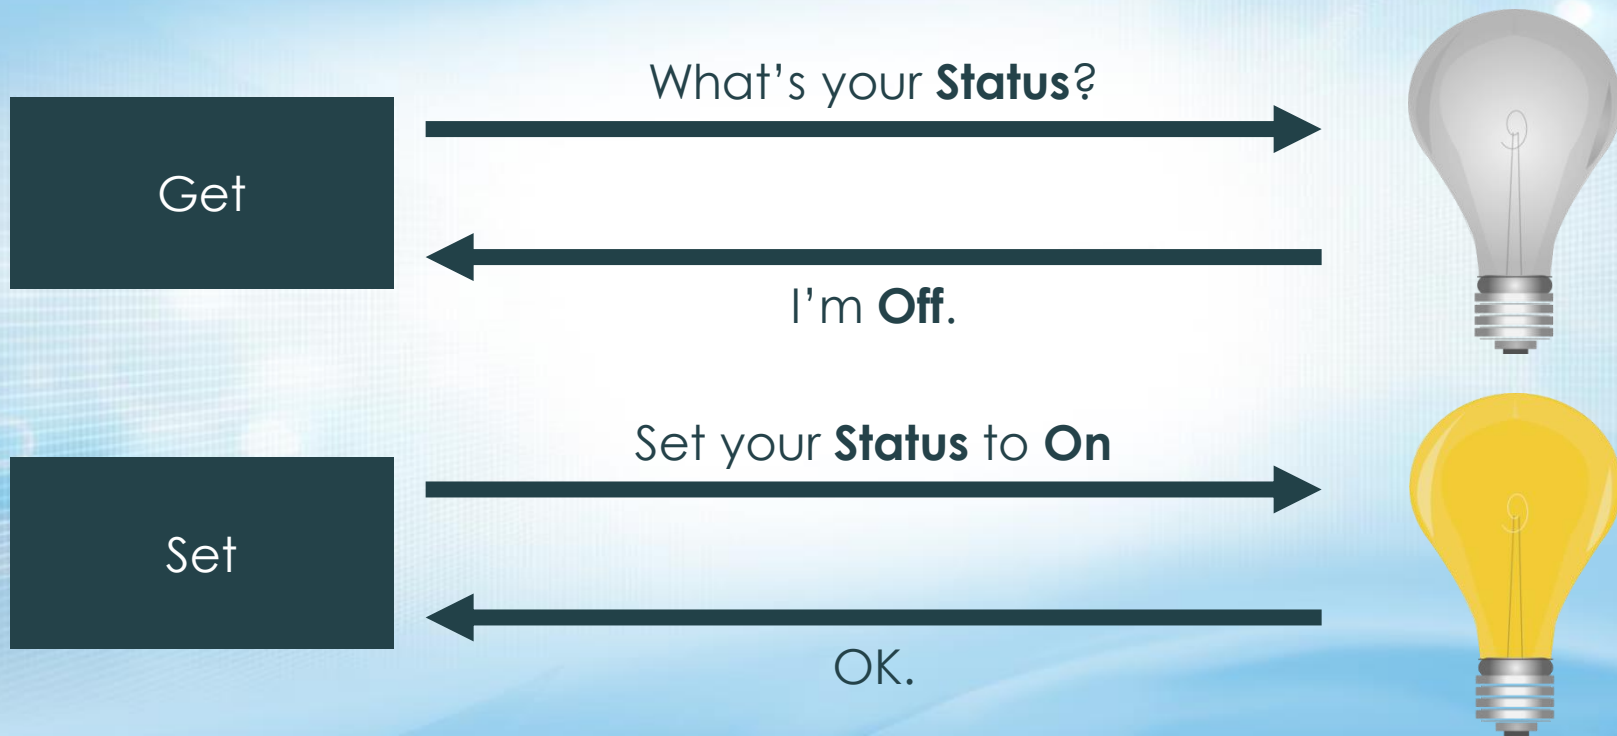 What's your Status?
Get
I'm Off.
Set your Status to On
Set
OK.